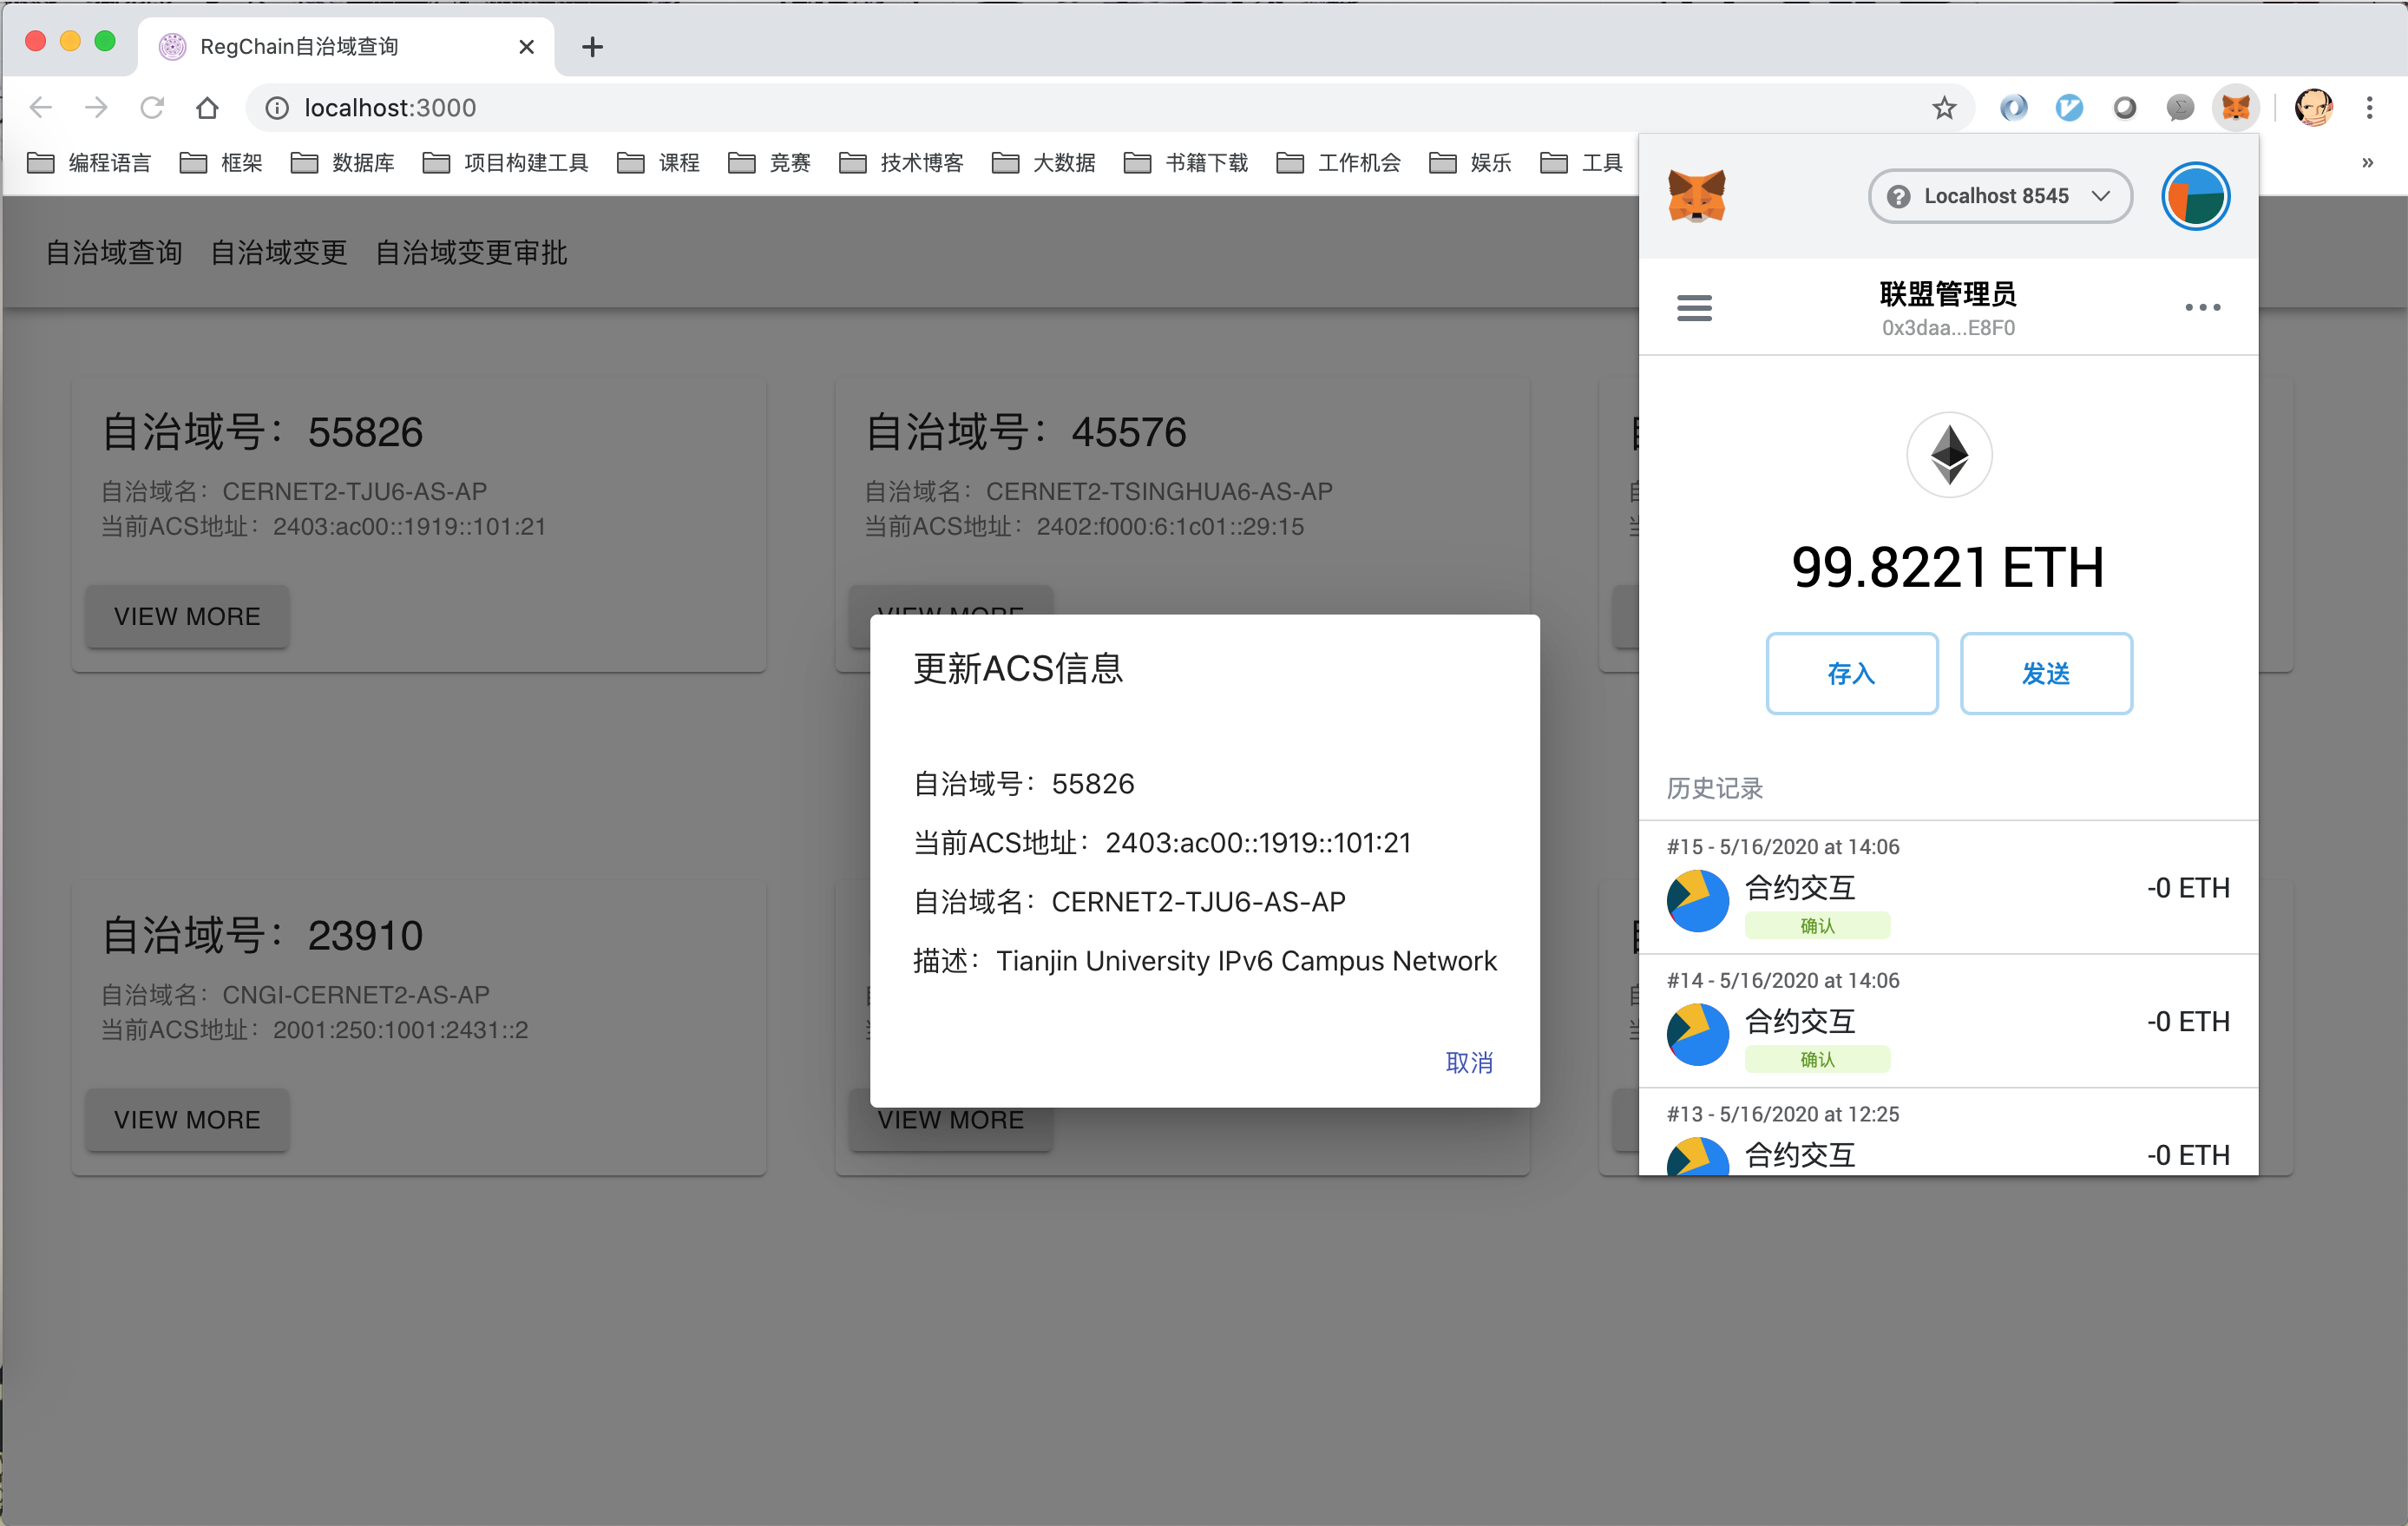 RegChain自治域查询
localhost:3000
编程语言 框架 数据库 项目构建工具 课程 竞赛 技术博客 大数据 书籍下载 工作机会 娱乐 工具 »
自治域查询 自治域变更 自治域变更审批
自治域号：55826
自治域名：CERNET2-TJU6-AS-AP
当前ACS地址：2403:ac00::1919::101:21
VIEW MORE
自治域号：45576
自治域名：CERNET2-TSINGHUA6-AS-AP
当前ACS地址：2402:f000:6:1c01::29:15
VIEW MORE
自治域号：23910
自治域名：CNGI-CERNET2-AS-AP
当前ACS地址：2001:250:1001:2431::2
VIEW MORE
VIEW MORE
更新ACS信息
自治域号：55826
当前ACS地址：2403:ac00::1919::101:21
自治域名：CERNET2-TJU6-AS-AP
描述：Tianjin University IPv6 Campus Network
取消
Localhost 8545
联盟管理员
0x3daa...E8F0
99.8221 ETH
存入 发送
历史记录
#15 - 5/16/2020 at 14:06
合约交互 -0 ETH
确认
#14 - 5/16/2020 at 14:06
合约交互 -0 ETH
确认
#13 - 5/16/2020 at 12:25
合约交互 -0 ETH